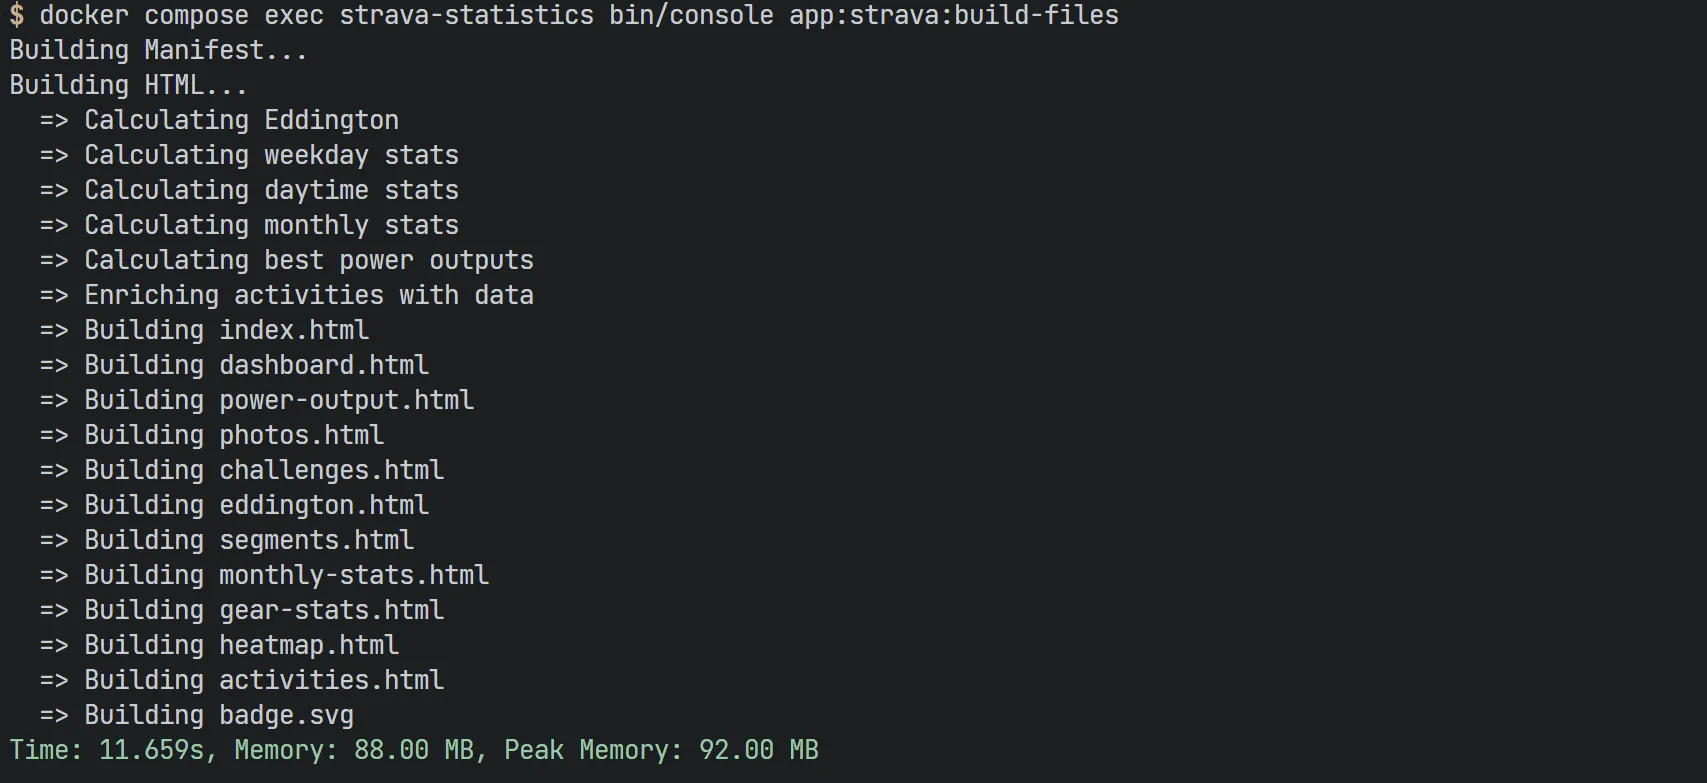 $ docker compose exec strava-statistics bin/console app:strava:build-files
Building Manifest...
Building HTML...
  => Calculating Eddington
  => Calculating weekday stats
  => Calculating daytime stats
  => Calculating monthly stats
  => Calculating best power outputs
  => Enriching activities with data
  => Building index.html
  => Building dashboard.html
  => Building power-output.html
  => Building photos.html
  => Building challenges.html
  => Building eddington.html
  => Building segments.html
  => Building monthly-stats.html
  => Building gear-stats.html
  => Building heatmap.html
  => Building activities.html
  => Building badge.svg
Time: 11.659s, Memory: 88.00 MB, Peak Memory: 92.00 MB